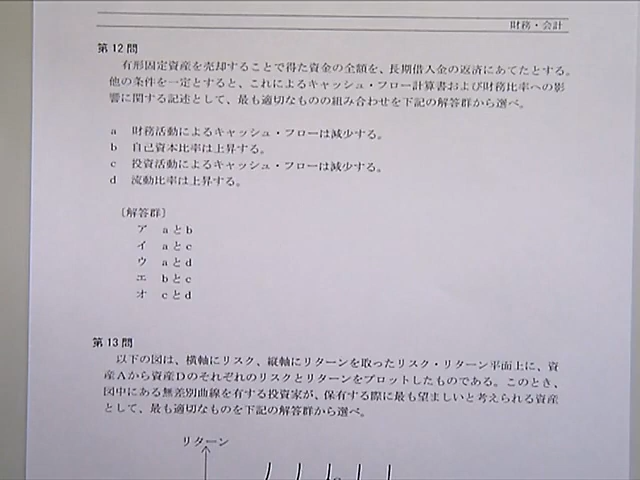 財務・会計
第12問
有形固定資産を売却することで得た資金の全額を、長期借入金の返済にあてたとする。
他の条件を一定とすると、これによるキャッシュ・フロー計算書および財務比率への影
響に関する記述として、最も適切なものの組み合わせを下記の解答群から選べ。
a 財務活動によるキャッシュ・フローは減少する。
b 自己資本比率は上昇する。
c 投資活動によるキャッシュ・フローは減少する。
d 流動比率は上昇する。
〔解答群〕
ア aとb
イ aとc
ウ aとd
エ bとc
オ cとd
第13問
以下の図は、横軸にリスク、縦軸にリターンを取ったリスク・リターン平面上に、資
産Aから資産Dのそれぞれのリスクとリターンをプロットしたものである。このとき、
図中にある無差別曲線を有する投資家が、保有する際に最も望ましいと考えられる資産
として、最も適切なものを下記の解答群から選べ。
リターン